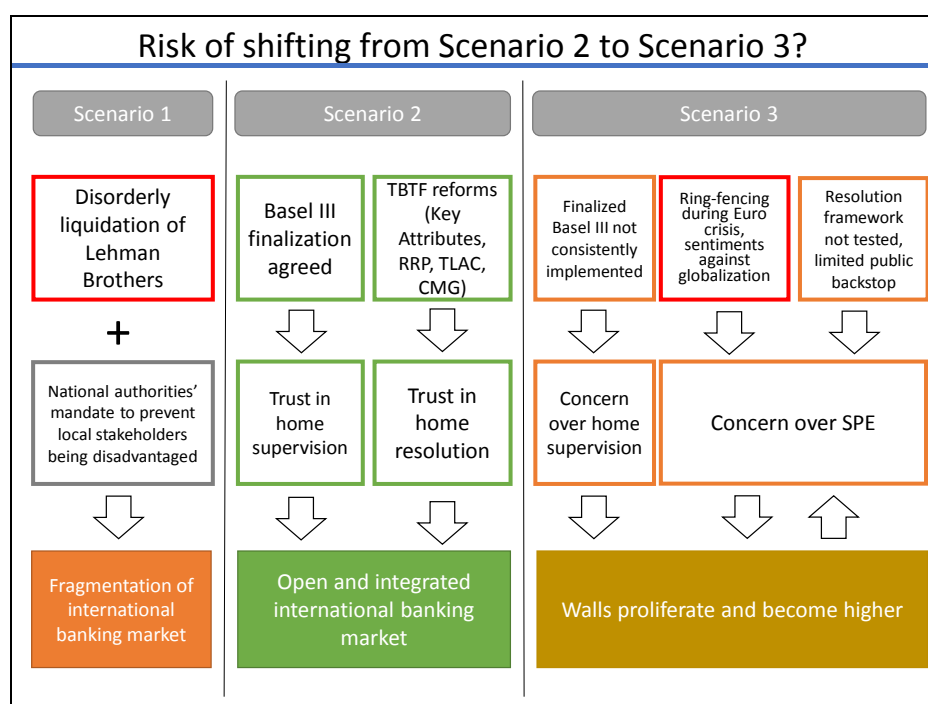 Risk of shifting from Scenario 2 to Scenario 3?
Scenario 1
Disorderly
liquidation of
Lehman
Brothers
+
National authorities’
mandate to prevent
local stakeholders
being disadvantaged
Fragmentation of
international
banking market
Scenario 2
Basel III
finalization
agreed
TBTF reforms
(Key
Attributes,
RRP, TLAC,
CMG)
Trust in
home
supervision
Trust in
home
resolution
Open and integrated
international banking
market
Scenario 3
Finalized
Basel III not
consistently
implemented
Ring-fencing
during Euro
crisis,
sentiments
against
globalization
Resolution
framework
not tested,
limited public
backstop
Concern
over home
supervision
Concern over SPE
Walls proliferate and become higher